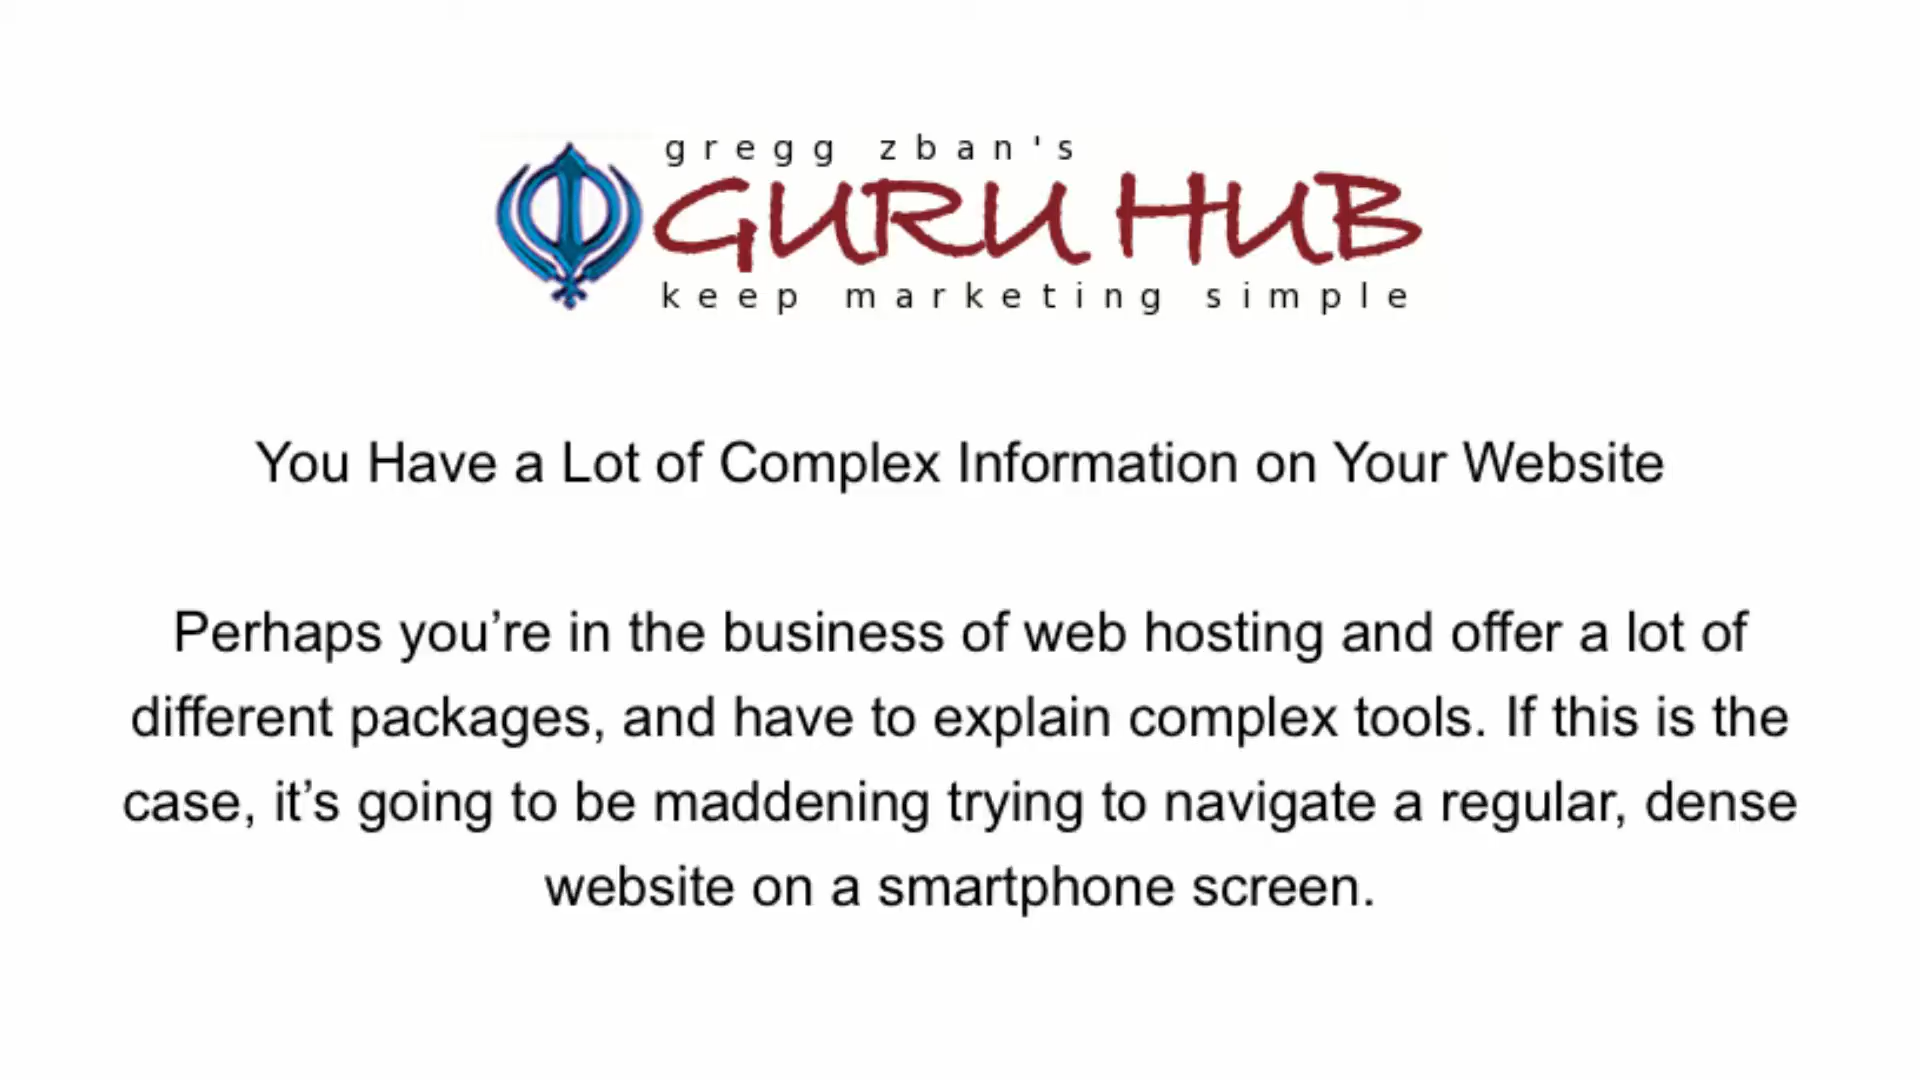 gregg zban's
GURU HUB
keep marketing simple
You Have a Lot of Complex Information on Your Website
Perhaps you’re in the business of web hosting and offer a lot of
different packages, and have to explain complex tools. If this is the
case, it’s going to be maddening trying to navigate a regular, dense
website on a smartphone screen.